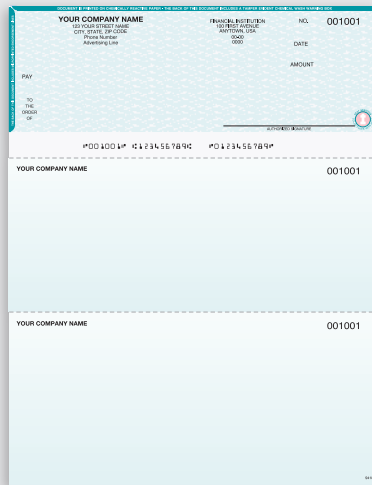 DOCUMENT IS PRINTED ON CHEMICALLY REACTIVE PAPER • THE BACK OF THIS DOCUMENT INCLUDES A TAMPER EVIDENT CHEMICAL WASH WARNING BOX
YOUR COMPANY NAME
123 YOUR STREET NAME
CITY, STATE, ZIP CODE
Phone Number
Advertising Line
FINANCIAL INSTITUTION
100 FIRST AVENUE
ANYTOWN, USA
00-00
0000
NO. 001001
DATE
AMOUNT
PAY
TO
THE
ORDER
OF
AUTHORIZED SIGNATURE
⑈001001⑈ ⑆123456789⑆ ⑈0123456789⑈
YOUR COMPANY NAME 001001
YOUR COMPANY NAME 001001